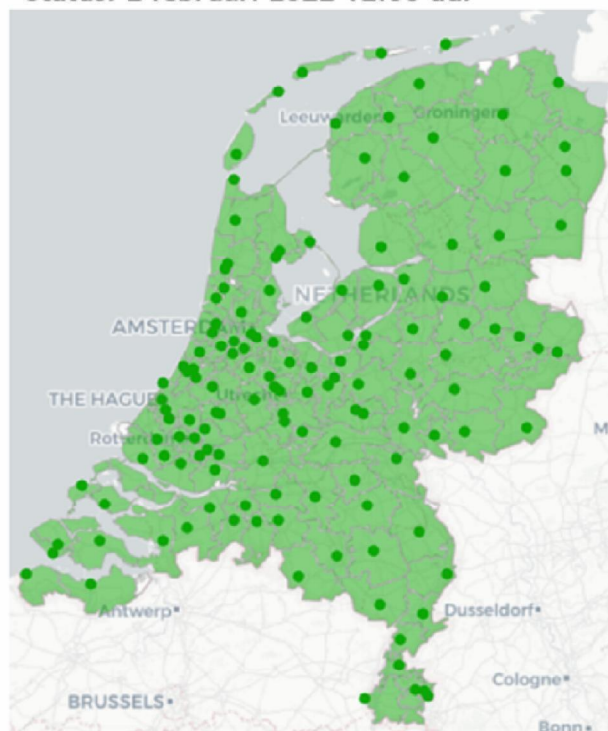 Leeuwarden
Groningen
NETHERLANDS
AMSTERDAM
THE HAGUE
Utrecht
Rotterdam
M
Antwerp
Dusseldorf
Cologne
BRUSSELS
Bonn